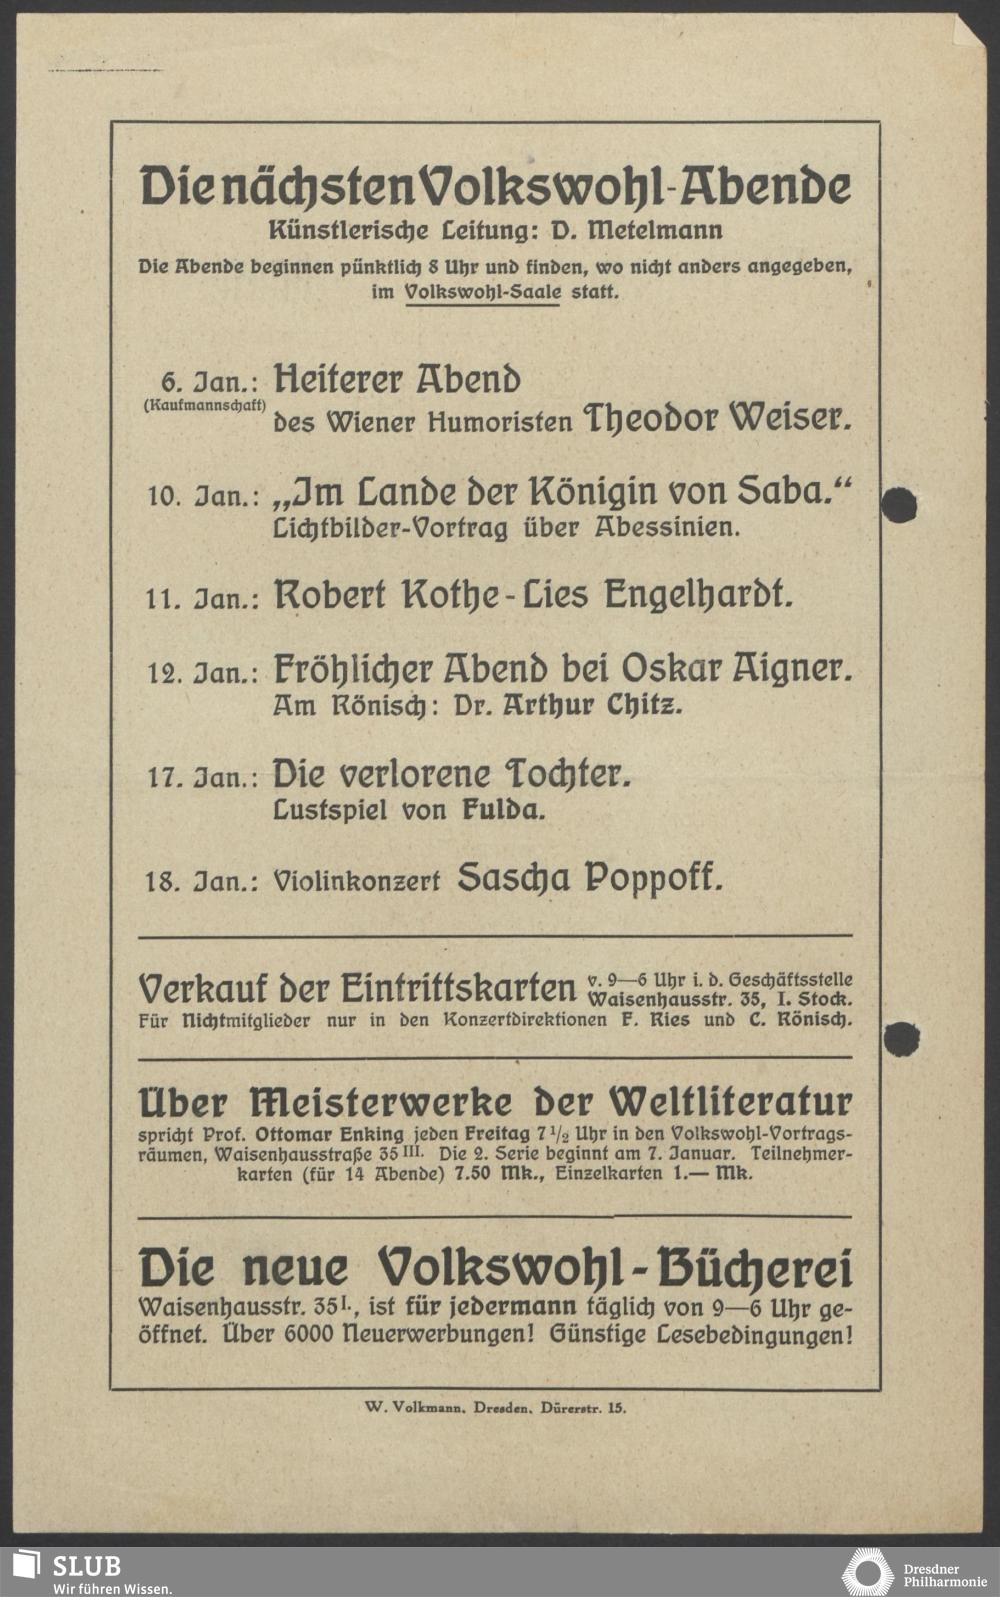 Die nächsten Volkswohl-Abende
Künstlerische Leitung: D. Metelmann
Die Abende beginnen pünktlich 8 Uhr und finden, wo nicht anders angegeben,
im Volkswohl-Saale statt.
6. Jan.: Heiterer Abend
(Kaufmannschaft) des Wiener Humoristen Theodor Weiser.
10. Jan.: „Im Lande der Königin von Saba.“
Lichtbilder-Vortrag über Abessinien.
11. Jan.: Robert Kothe - Lies Engelhardt.
12. Jan.: Fröhlicher Abend bei Oskar Aigner.
Am Rönisch: Dr. Arthur Chitz.
17. Jan.: Die verlorene Tochter.
Lustspiel von Fulda.
18. Jan.: Violinkonzert Sascha Poppoff.
Verkauf der Eintrittskarten v. 9—6 Uhr i. d. Geschäftsstelle
Waisenhausstr. 35, I. Stock.
Für Nichtmitglieder nur in den Konzertdirektionen F. Ries und C. Rönisch.
Über Meisterwerke der Weltliteratur
spricht Prof. Ottomar Enking jeden Freitag 7 1/2 Uhr in den Volkswohl-Vortrags-
räumen, Waisenhausstraße 35 III. Die 2. Serie beginnt am 7. Januar. Teilnehmer-
karten (für 14 Abende) 7.50 Mk., Einzelkarten 1.— Mk.
Die neue Volkswohl-Bücherei
Waisenhausstr. 35 I., ist für jedermann täglich von 9—6 Uhr ge-
öffnet. Über 6000 Neuerwerbungen! Günstige Lesebedingungen!
W. Volkmann, Dresden, Dürerstr. 15.
SLUB
Wir führen Wissen.
Dresdner
Philharmonie